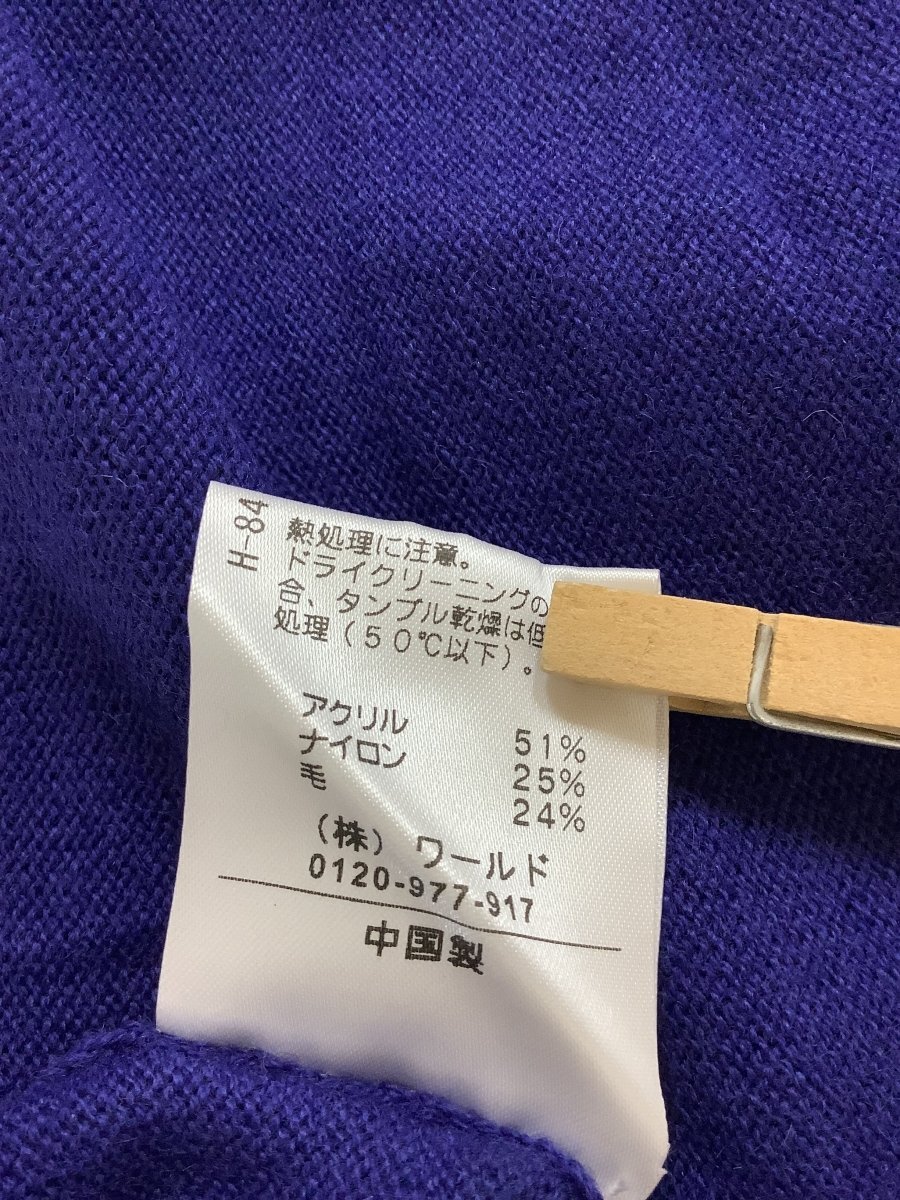 H-84
熱処理に注意。
ドライクリーニングの
合、タンブル乾燥は低
処理（５０℃以下）。
アクリル 51%
ナイロン 25%
毛 24%
（株）ワールド
0120-977-917
中国製